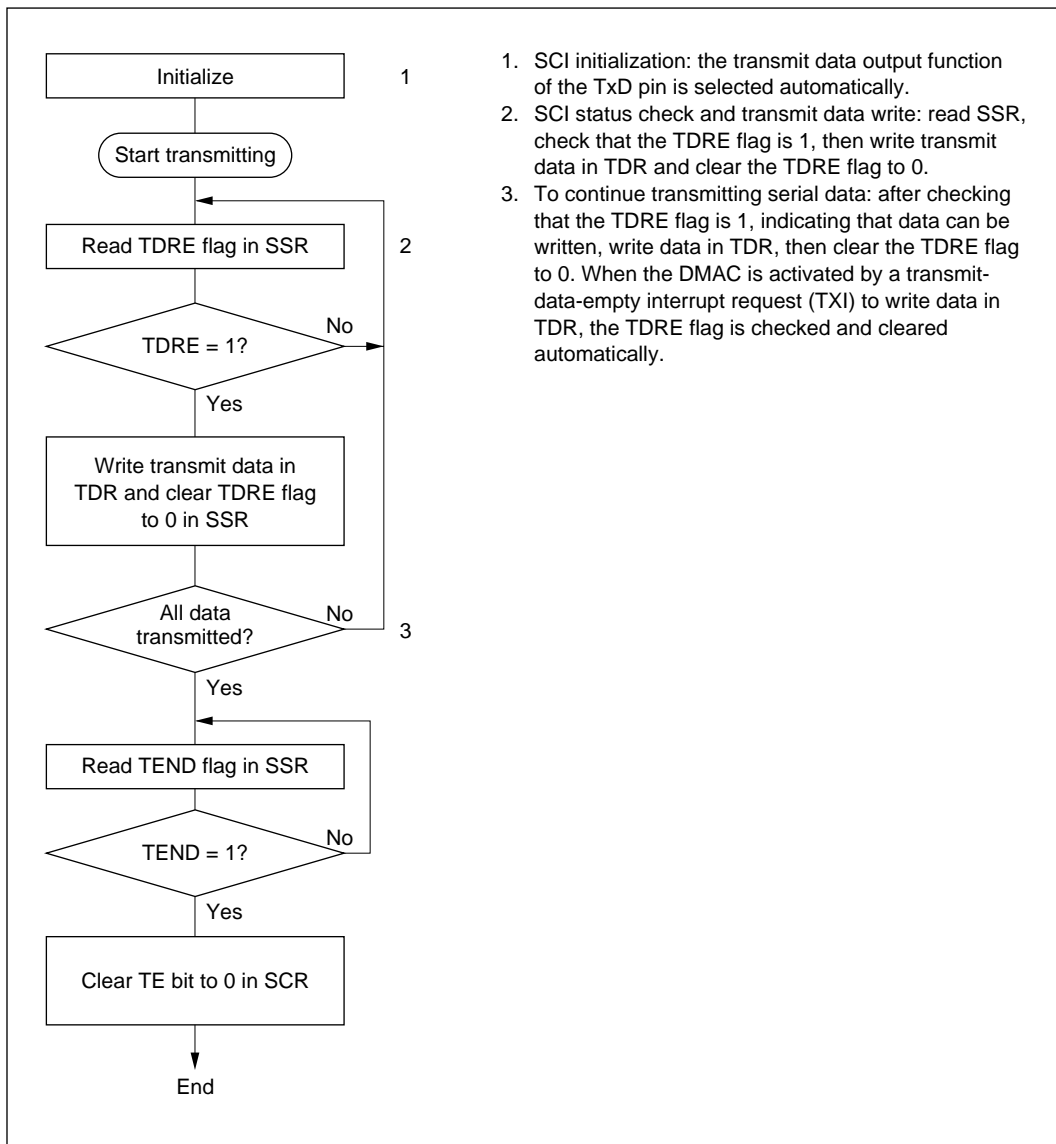 Initialize
1
Start transmitting
Read TDRE flag in SSR
2
TDRE = 1?
No
Yes
Write transmit data in
TDR and clear TDRE flag
to 0 in SSR
All data
transmitted?
No
3
Yes
Read TEND flag in SSR
TEND = 1?
No
Yes
Clear TE bit to 0 in SCR
End
1. SCI initialization: the transmit data output function
of the TxD pin is selected automatically.
2. SCI status check and transmit data write: read SSR,
check that the TDRE flag is 1, then write transmit
data in TDR and clear the TDRE flag to 0.
3. To continue transmitting serial data: after checking
that the TDRE flag is 1, indicating that data can be
written, write data in TDR, then clear the TDRE flag
to 0. When the DMAC is activated by a transmit-
data-empty interrupt request (TXI) to write data in
TDR, the TDRE flag is checked and cleared
automatically.